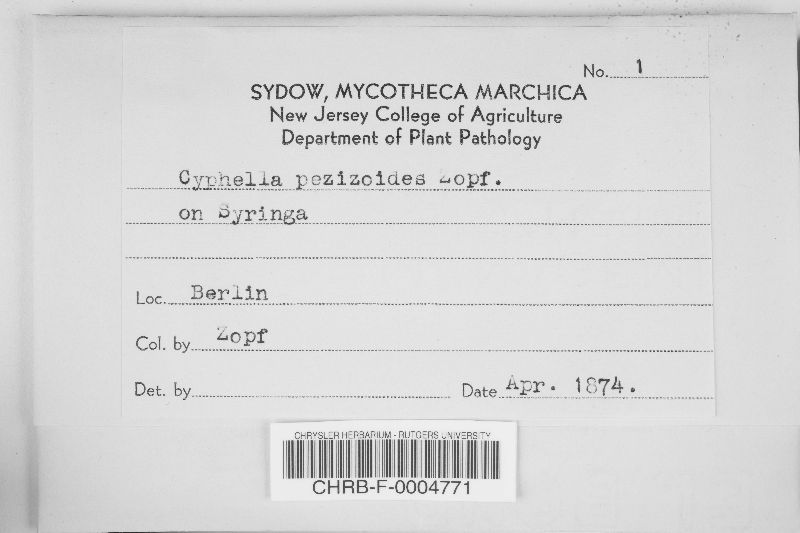 No. 1
SYDOW, MYCOTHECA MARCHICA
New Jersey College of Agriculture
Department of Plant Pathology
Cyphella pezizoides Zopf.
on Syringa
Loc. Berlin
Col. by Zopf
Det. by
Date Apr. 1874.
CHRYSLER HERBARIUM - RUTGERS UNIVERSITY
CHRB-F-0004771